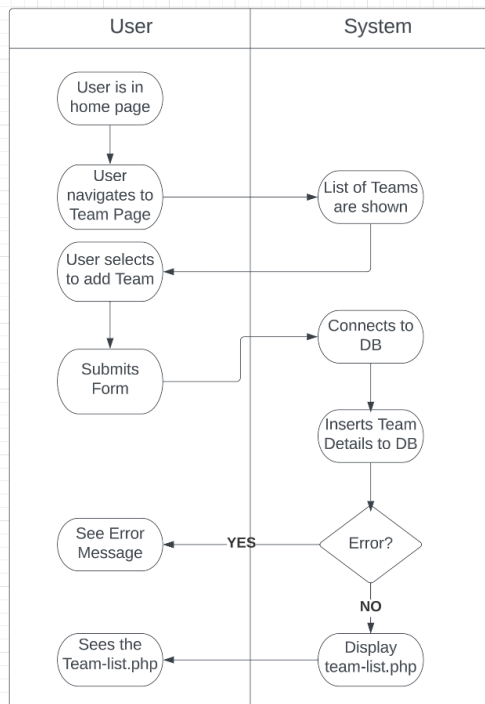 User
System
User is in
home page
User
navigates to
Team Page
List of Teams
are shown
User selects
to add Team
Connects to
DB
Submits
Form
Inserts Team
Details to DB
See Error
Message
YES
Error?
NO
Sees the
Team-list.php
Display
team-list.php